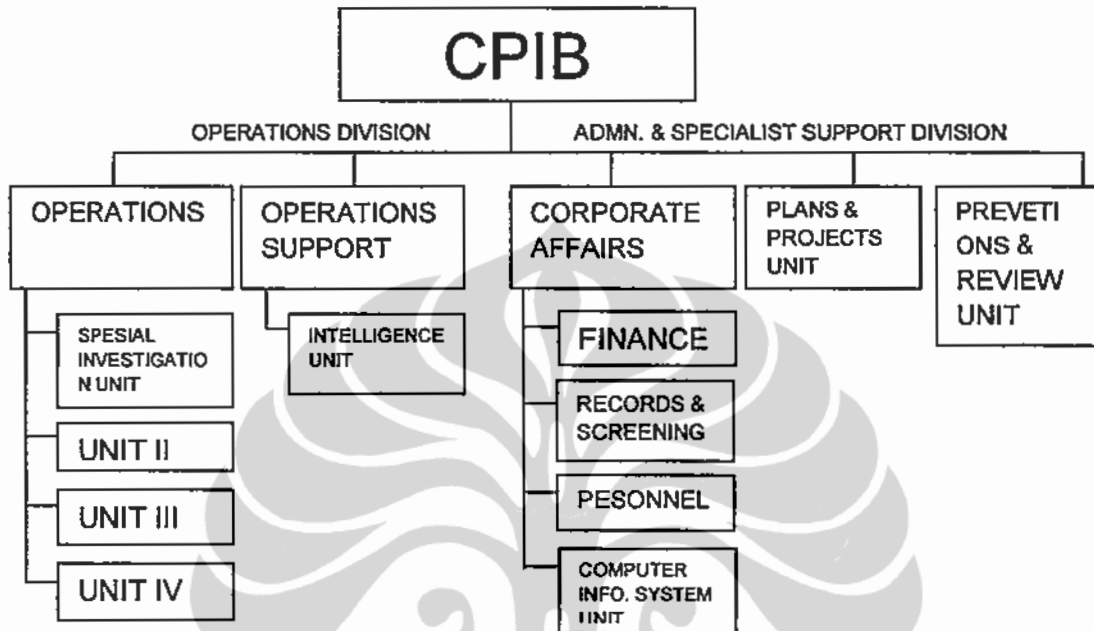 CPIB
OPERATIONS DIVISION
ADMN. & SPECIALIST SUPPORT DIVISION
OPERATIONS
OPERATIONS
SUPPORT
CORPORATE
AFFAIRS
PLANS &
PROJECTS
UNIT
PREVETI
ONS &
REVIEW
UNIT
SPESIAL
INVESTIGATIO
N UNIT
UNIT II
UNIT III
UNIT IV
INTELLIGENCE
UNIT
FINANCE
RECORDS &
SCREENING
PESONNEL
COMPUTER
INFO. SYSTEM
UNIT